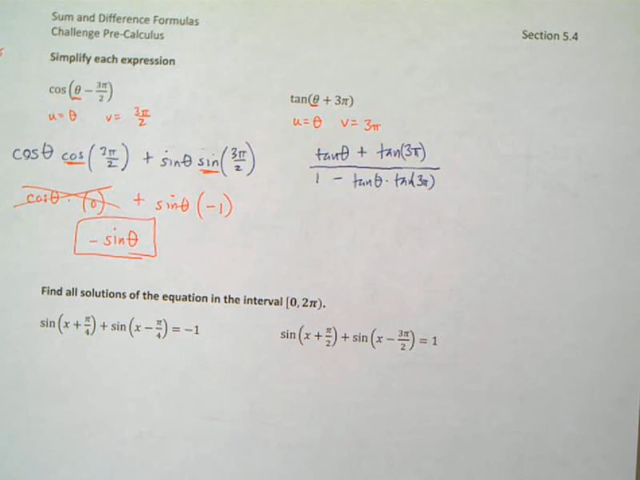 Sum and Difference Formulas
Challenge Pre-Calculus
Section 5.4
Simplify each expression
cos(θ − 3π/2)
u = θ v = 3π/2
cosθ cos(3π/2) + sinθ sin(3π/2)
cosθ · (0) + sinθ (−1)
− sinθ
tan(θ + 3π)
u = θ v = 3π
tanθ + tan(3π)
1 − tanθ · tan(3π)
Find all solutions of the equation in the interval [0, 2π).
sin(x + π/4) + sin(x − π/4) = −1
sin(x + π/2) + sin(x − 3π/2) = 1